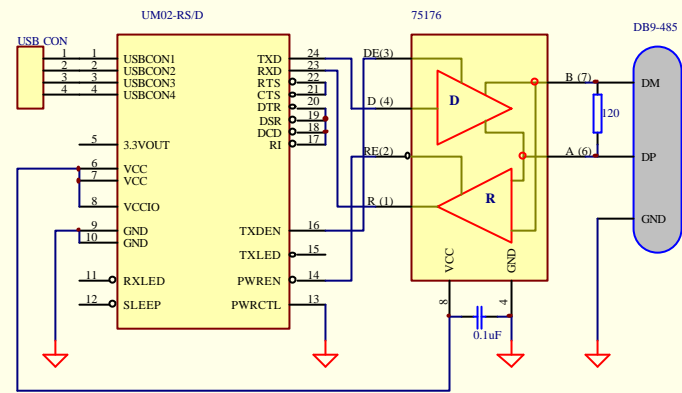 UM02-RS/D
75176
DB9-485
USB CON
1 1 USBCON1
2 2 USBCON2
3 3 USBCON3
4 4 USBCON4
5 3.3VOUT
6 VCC
7 VCC
8 VCCIO
9 GND
10 GND
11 RXLED
12 SLEEP
TXD 24
RXD 23
RTS 22
CTS 21
DTR 20
DSR 19
DCD 18
RI 17
TXDEN 16
TXLED 15
PWREN 14
PWRCTL 13
DE(3)
D (4)
RE(2)
R (1)
D
R
VCC
GND
8
4
0.1uF
B (7)
A (6)
120
DM
DP
GND